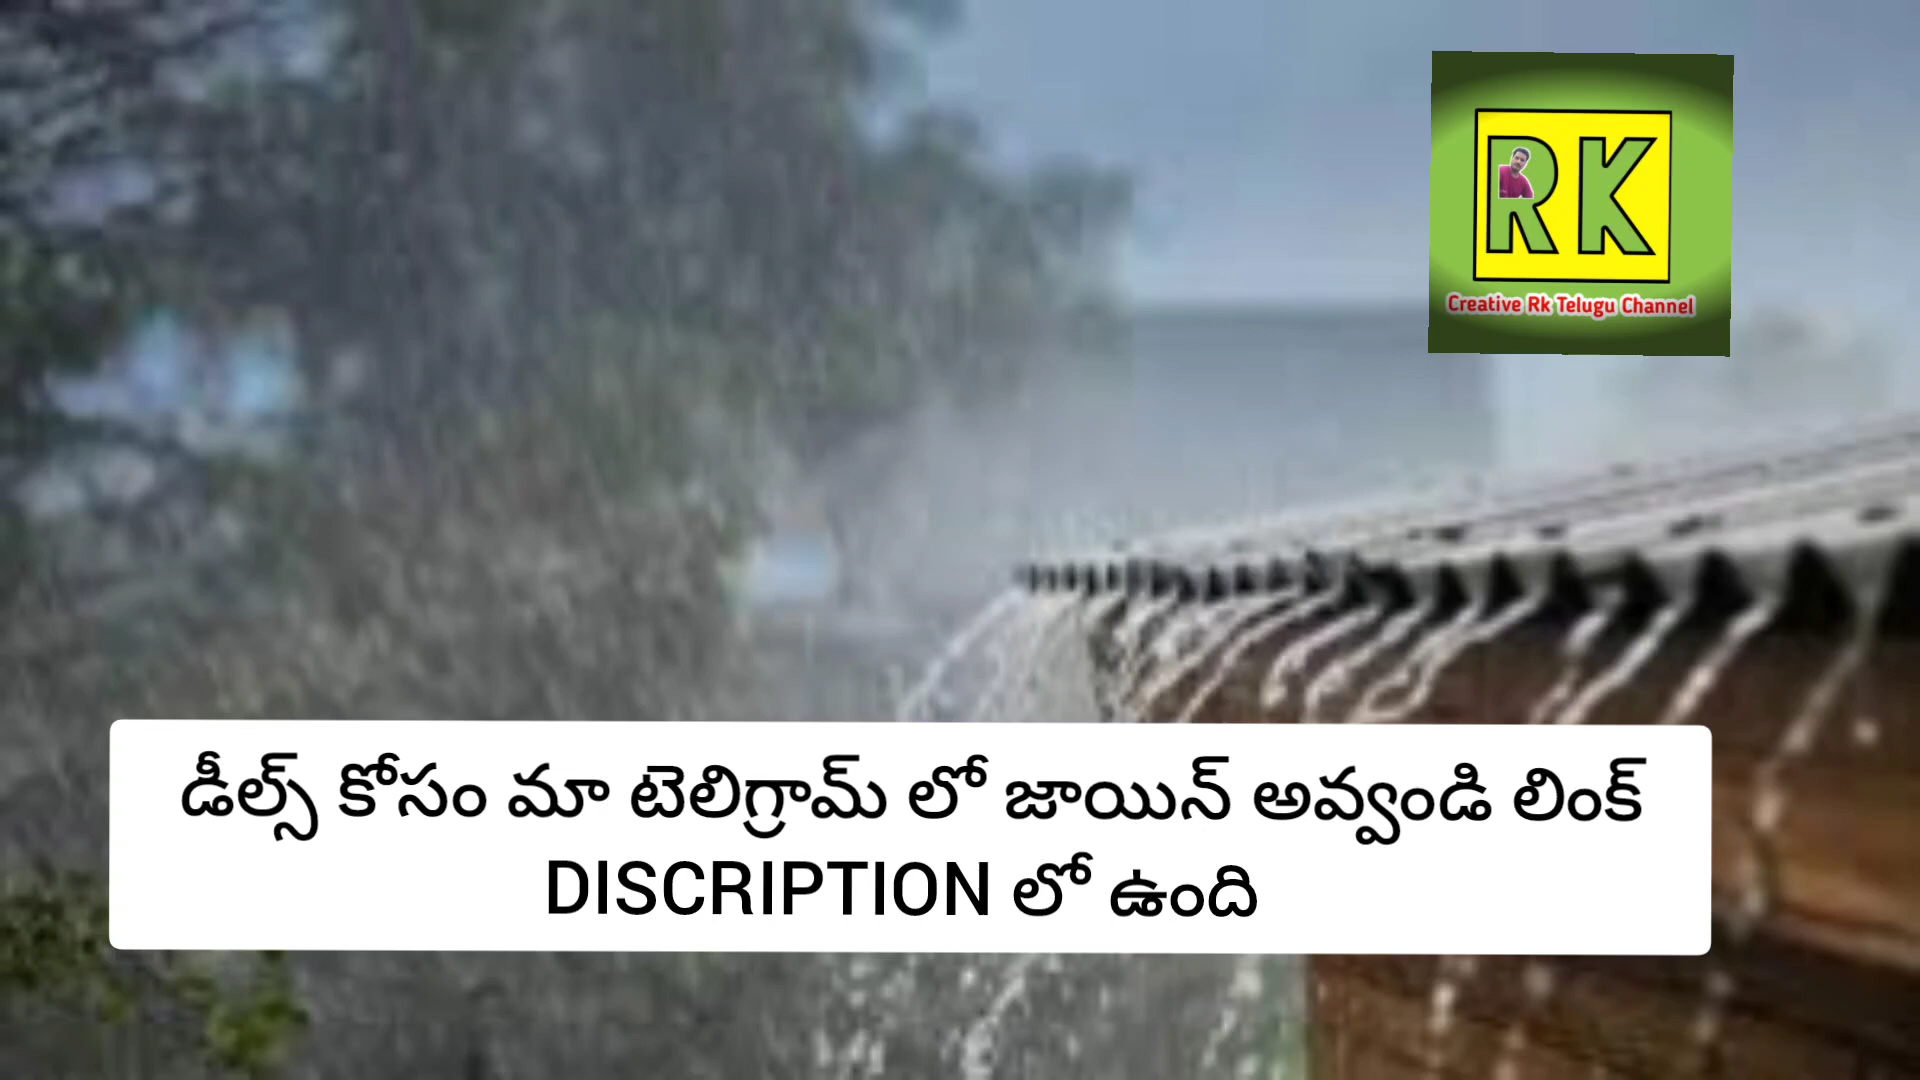 RK
Creative Rk Telugu Channel
డీల్స్ కోసం మా టెలిగ్రామ్ లో జాయిన్ అవ్వండి లింక్
DISCRIPTION లో ఉంది